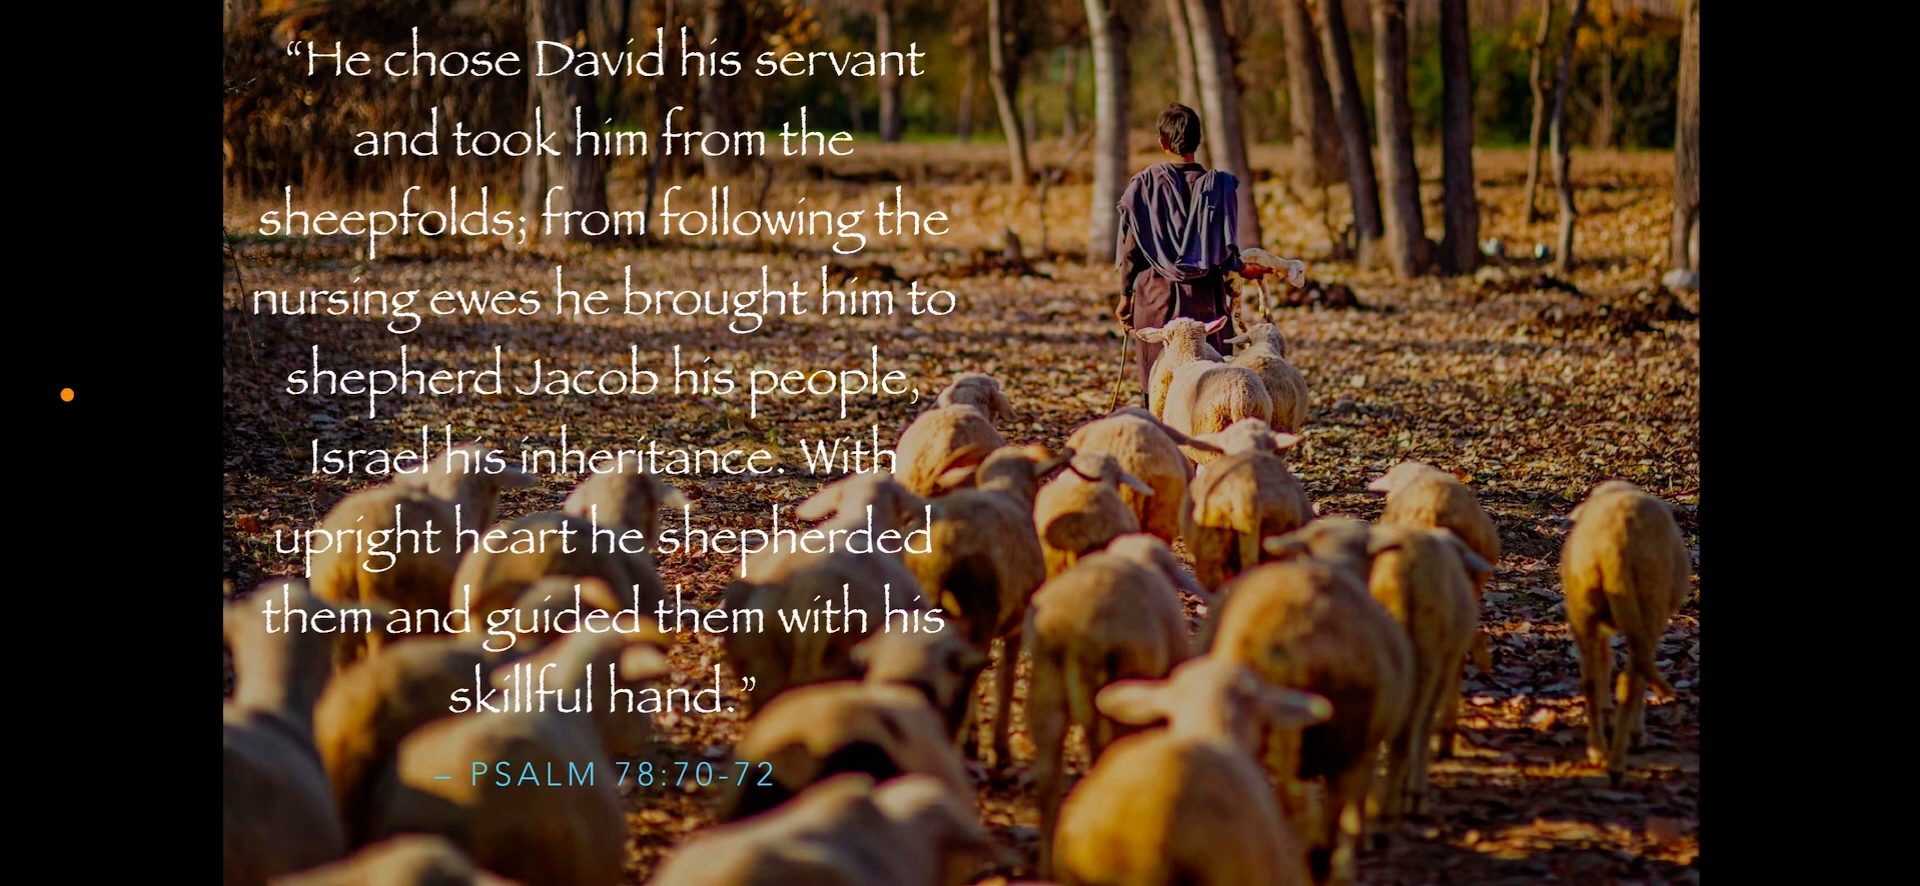 “He chose David his servant
and took him from the
sheepfolds; from following the
nursing ewes he brought him to
shepherd Jacob his people,
Israel his inheritance. With
upright heart he shepherded
them and guided them with his
skillful hand.”
– PSALM 78:70-72